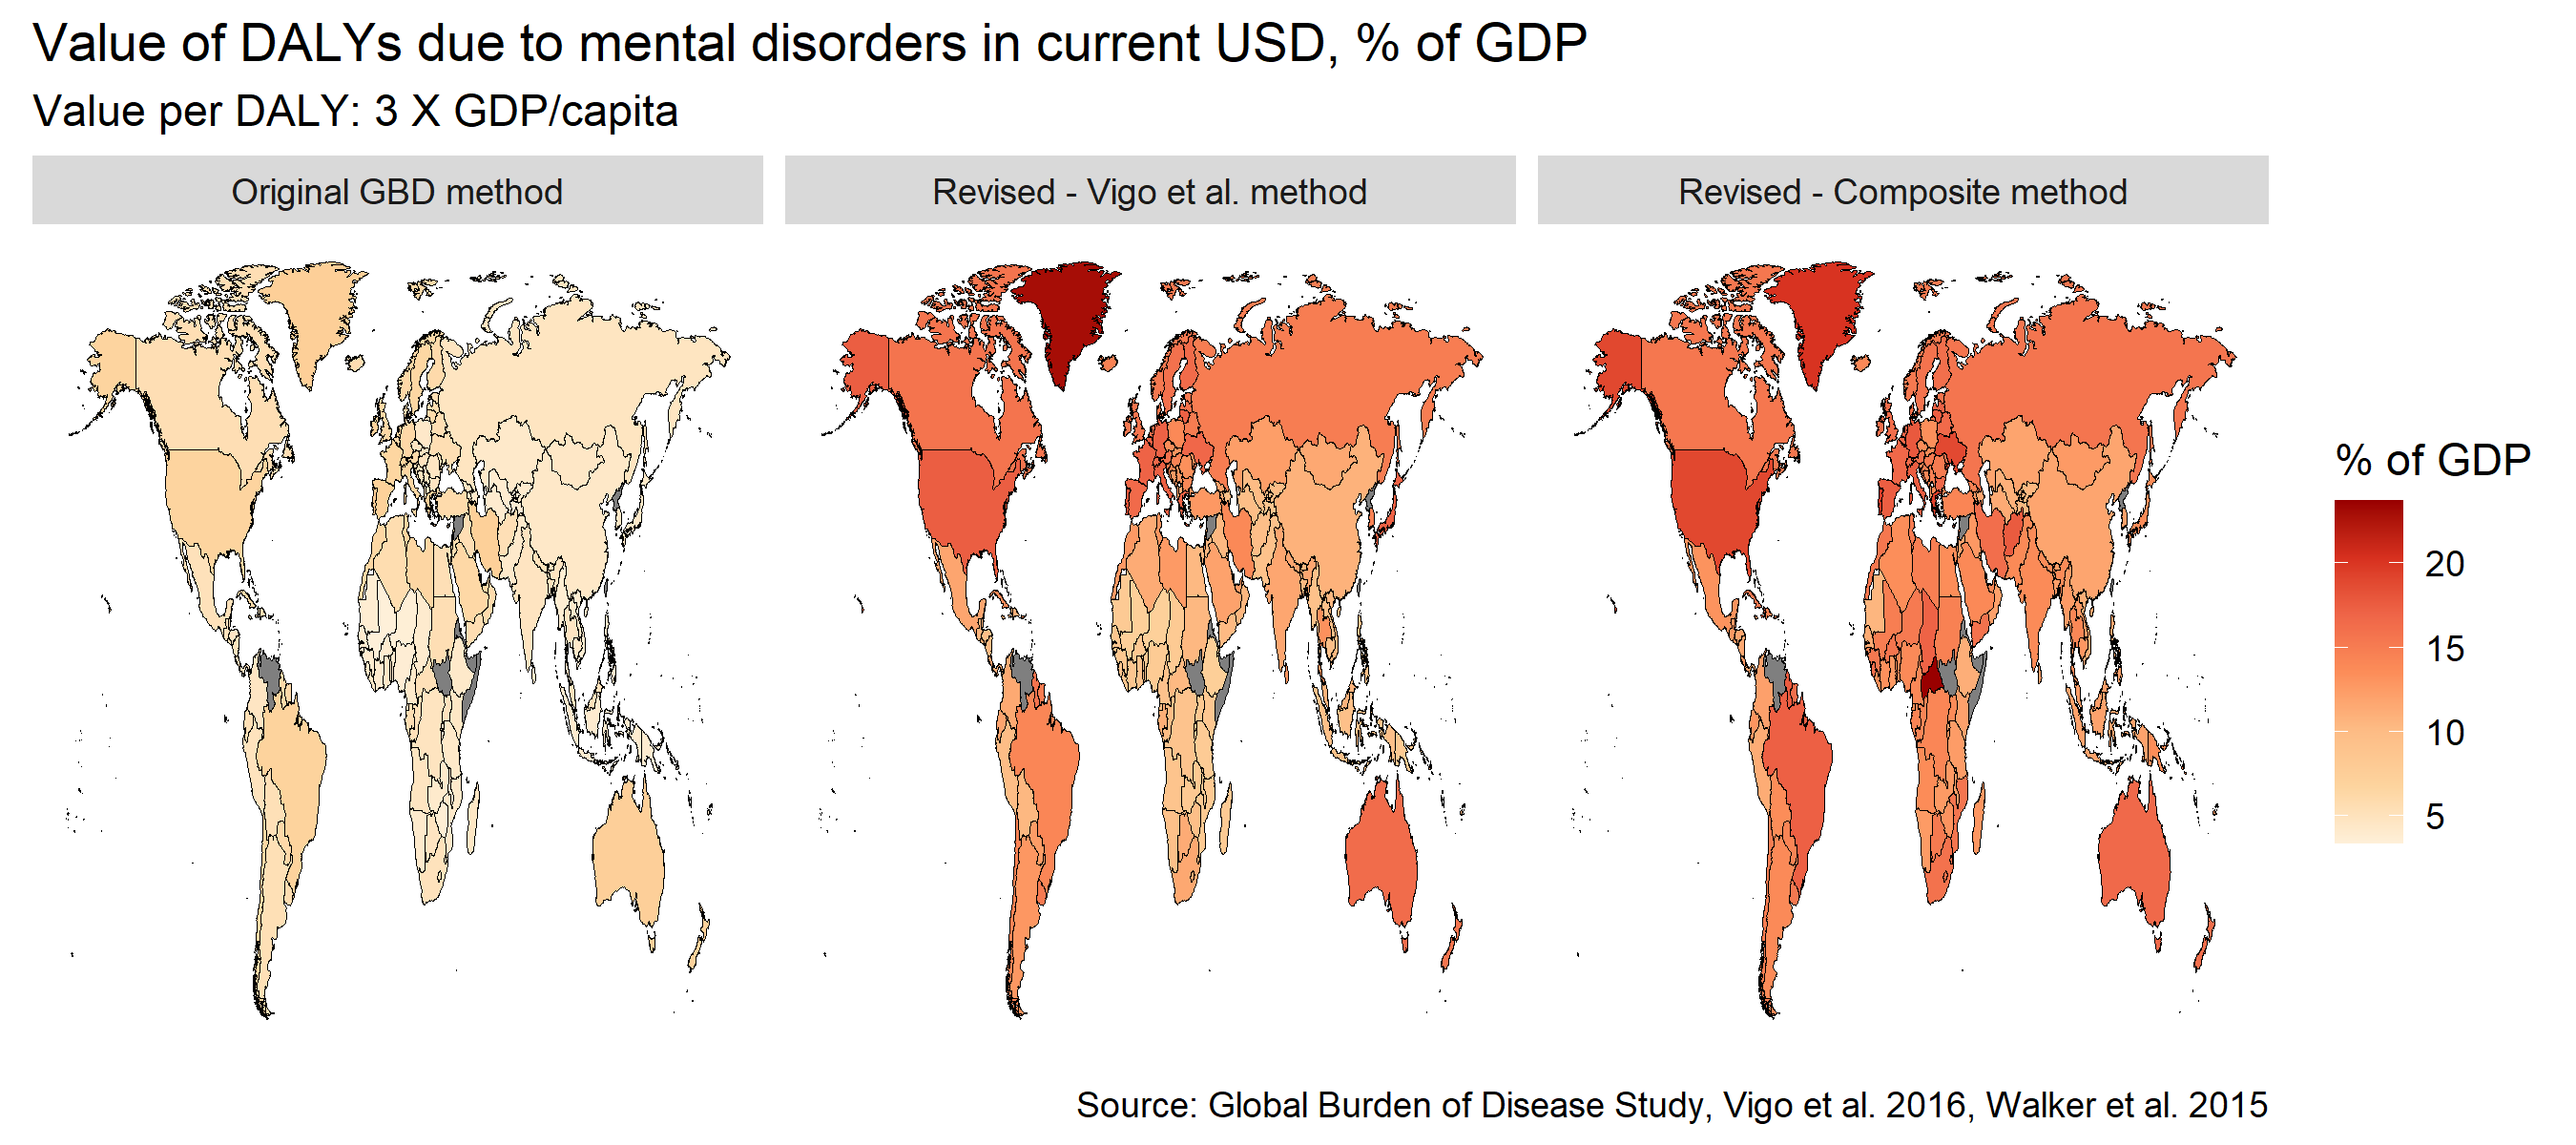 Value of DALYs due to mental disorders in current USD, % of GDP
Value per DALY: 3 X GDP/capita
Original GBD method
Revised - Vigo et al. method
Revised - Composite method
% of GDP
20
15
10
5
Source: Global Burden of Disease Study, Vigo et al. 2016, Walker et al. 2015